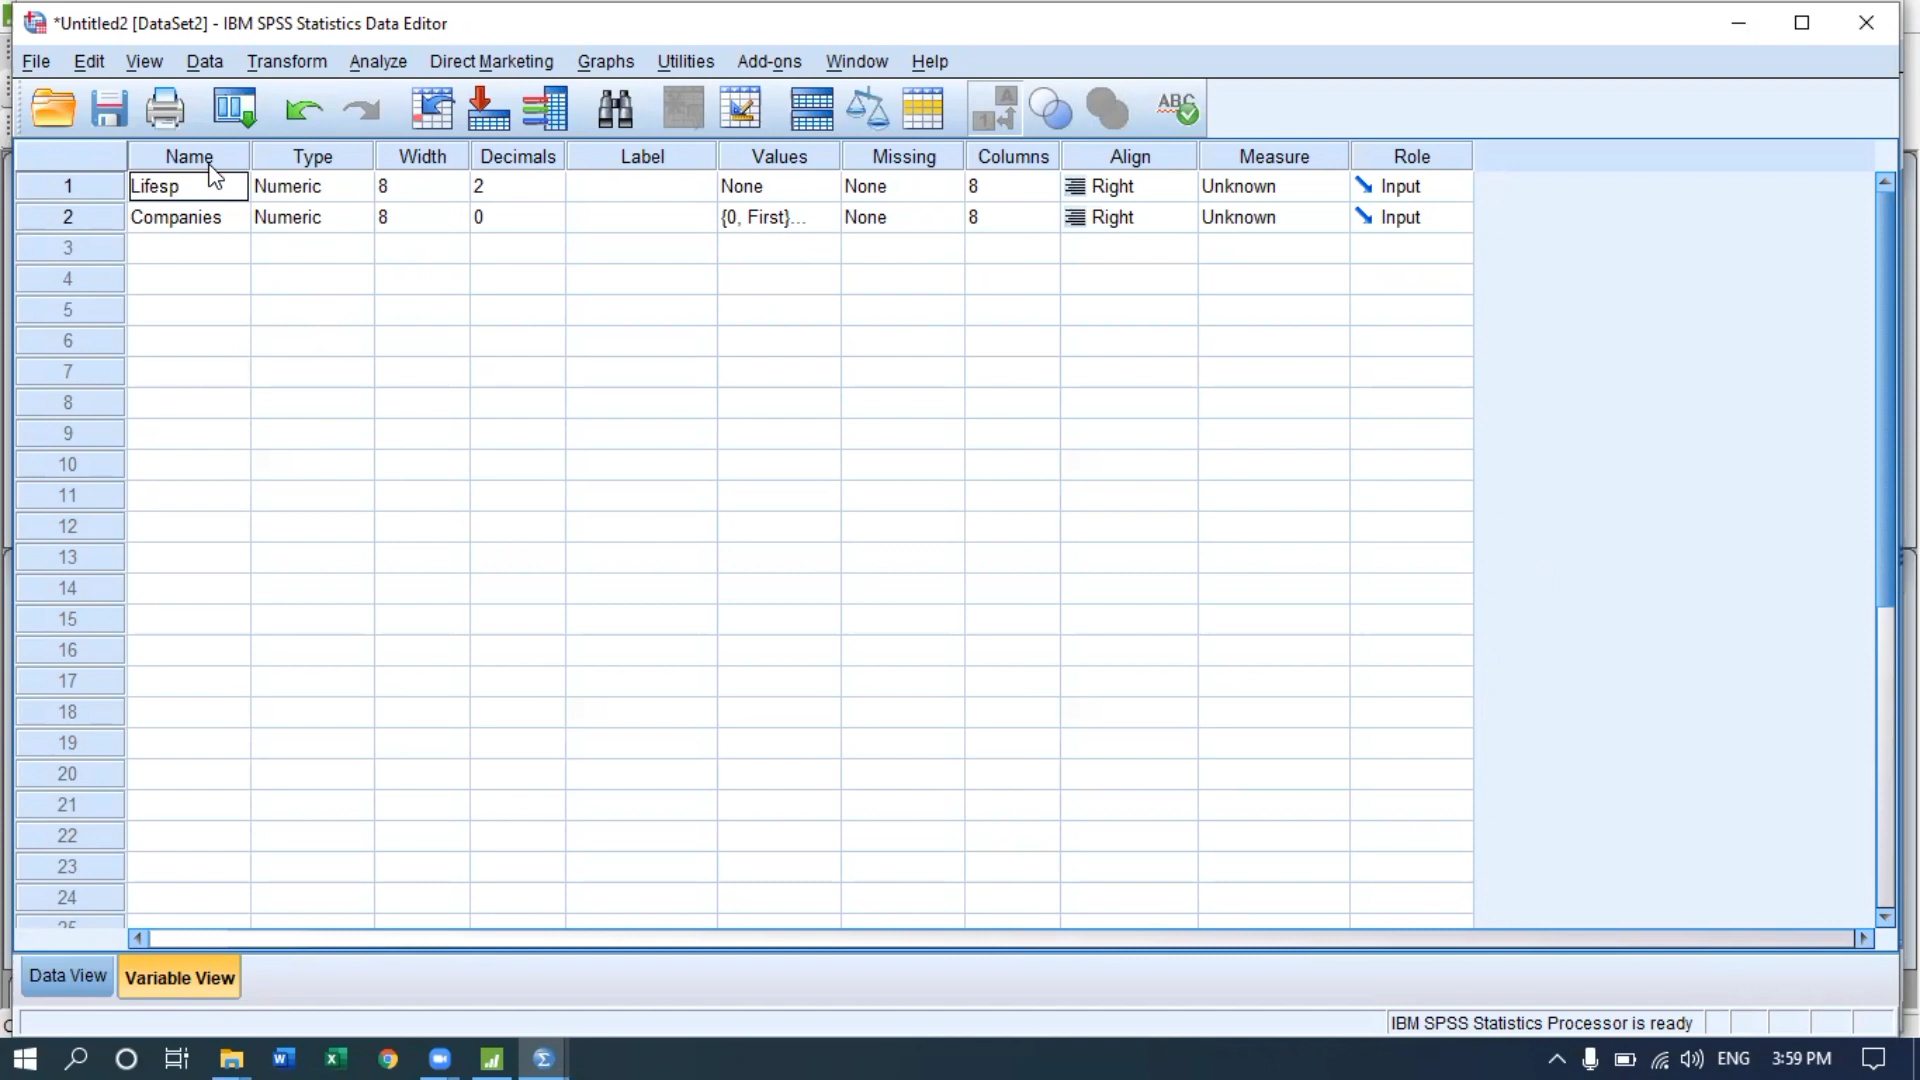 *Untitled2 [DataSet2] - IBM SPSS Statistics Data Editor
File Edit View Data Transform Analyze Direct Marketing Graphs Utilities Add-ons Window Help
Name Type Width Decimals Label Values Missing Columns Align Measure Role
1 Lifesp Numeric 8 2 None None 8 Right Unknown Input
2 Companies Numeric 8 0 {0, First}... None 8 Right Unknown Input
3
4
5
6
7
8
9
10
11
12
13
14
15
16
17
18
19
20
21
22
23
24
25
Data View Variable View
IBM SPSS Statistics Processor is ready
ENG 3:59 PM